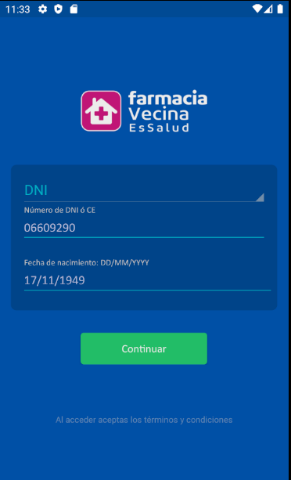 11:33
farmacia
Vecina
EsSalud
DNI
Número de DNI ó CE
06609290
Fecha de nacimiento: DD/MM/YYYY
17/11/1949
Continuar
Al acceder aceptas los términos y condiciones